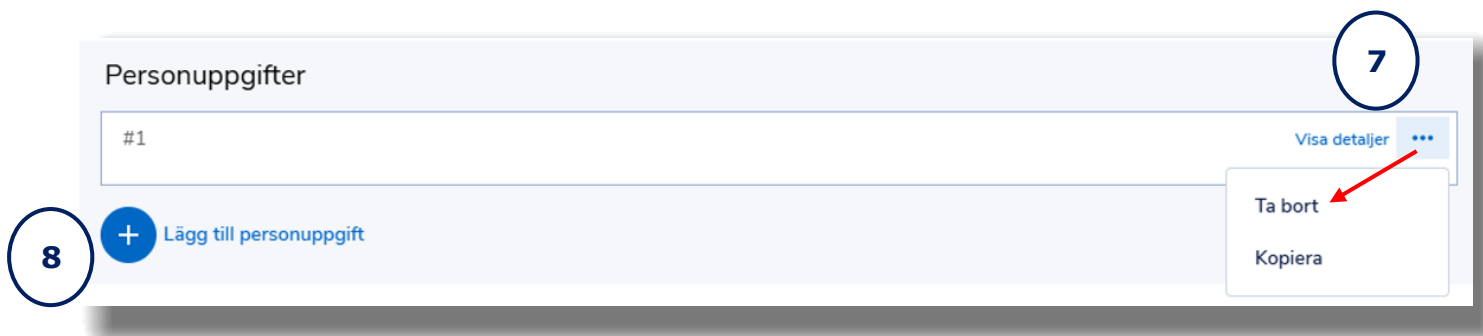 7
Personuppgifter
#1
Visa detaljer
Ta bort
8
Lägg till personuppgift
Kopiera